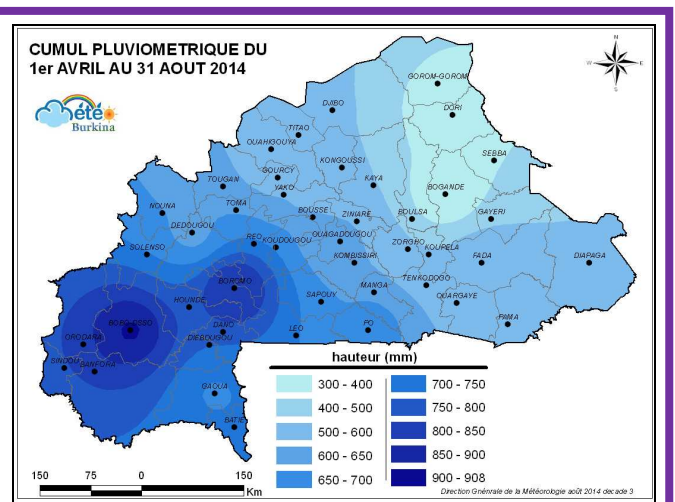 CUMUL PLUVIOMETRIQUE DU
1er AVRIL AU 31 AOUT 2014
Météo
Burkina
N
W
E
S
GOROM-GOROM
DJIBO
DORI
TITAO
OUAHIGOUYA
SEBBA
KONGOUSSI
TOUGAN
GOURCY
KAYA
YAKO
BOGANDE
NOUNA
TOMA
BOUSSE
ZINIARE
BOULSA
GAYERI
DEDOUGOU
SOLENSO
REO
KOUDOUGOU
OUAGADOUGOU
ZORGHO
KOUPELA
KOMBISSIRI
FADA
DIAPAGA
BOROMO
TENKODOGO
MANGA
HOUNDE
SAPOUY
OUARGAYE
BOBO
DANO
LEO
PO
PAMA
ORODARA
DIEBOUGOU
SINDOU
BANFORA
GAOUA
BATIE
hauteur (mm)
300 - 400
400 - 500
500 - 600
600 - 650
650 - 700
700 - 750
750 - 800
800 - 850
850 - 900
900 - 908
150 75 0 150
Km
Direction Gnénrale de la Météorologie août 2014 decade 3